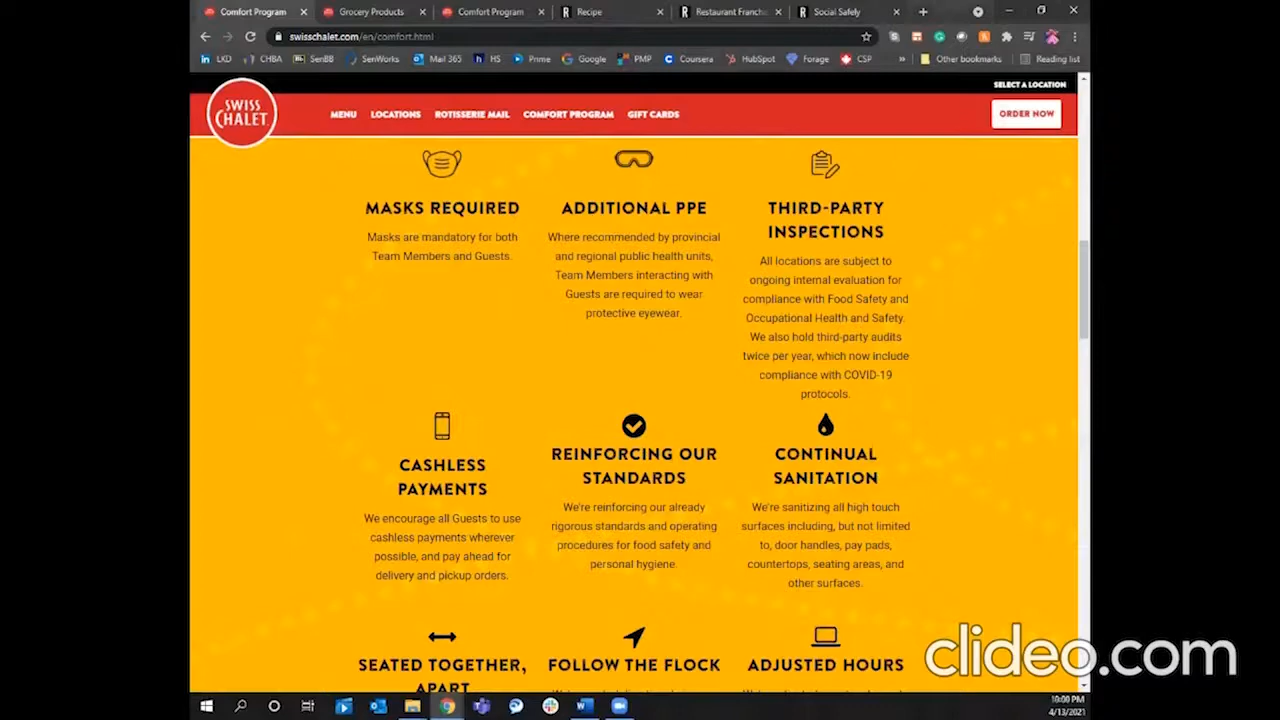 Comfort Program
Grocery Products
Comfort Program
Recipe
Restaurant Franch
Social Safely
swisschalet.com/en/comfort.html
LKD
CHBA
SenBB
SenWorks
Mail 365
HS
Prime
Google
PMP
Coursera
HubSpot
Forage
CSP
»
Other bookmarks
Reading list
SELECT A LOCATION
SWISS
CHALET
MENU
LOCATIONS
ROTISSERIE MAIL
COMFORT PROGRAM
GIFT CARDS
ORDER NOW
MASKS REQUIRED
Masks are mandatory for both
Team Members and Guests.
ADDITIONAL PPE
Where recommended by provincial
and regional public health units,
Team Members interacting with
Guests are required to wear
protective eyewear.
THIRD-PARTY
INSPECTIONS
All locations are subject to
ongoing internal evaluation for
compliance with Food Safety and
Occupational Health and Safety.
We also hold third-party audits
twice per year, which now include
compliance with COVID-19
protocols.
CASHLESS
PAYMENTS
We encourage all Guests to use
cashless payments wherever
possible, and pay ahead for
delivery and pickup orders.
REINFORCING OUR
STANDARDS
We're reinforcing our already
rigorous standards and operating
procedures for food safety and
personal hygiene.
CONTINUAL
SANITATION
We're sanitizing all high touch
surfaces including, but not limited
to, door handles, pay pads,
countertops, seating areas, and
other surfaces.
SEATED TOGETHER,
APART
FOLLOW THE FLOCK
ADJUSTED HOURS
clideo.com
10:00 PM
4/13/2021